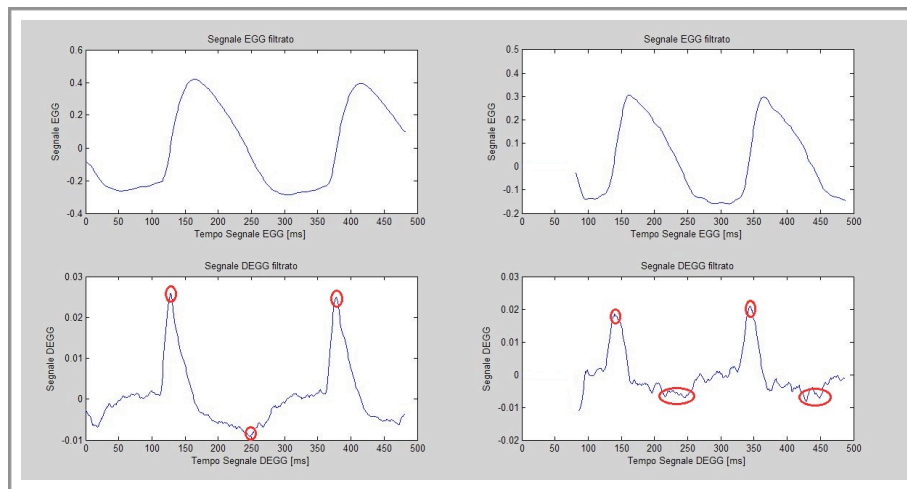 Segnale EGG filtrato
0.6
0.4
0.2
0
-0.2
-0.4
Segnale EGG
0 50 100 150 200 250 300 350 400 450 500
Tempo Segnale EGG [ms]
Segnale EGG filtrato
0.5
0.4
0.3
0.2
0.1
0
-0.1
-0.2
Segnale EGG
0 50 100 150 200 250 300 350 400 450 500
Tempo Segnale EGG [ms]
Segnale DEGG filtrato
0.03
0.02
0.01
0
-0.01
Segnale DEGG
0 50 100 150 200 250 300 350 400 450 500
Tempo Segnale DEGG [ms]
Segnale DEGG filtrato
0.03
0.02
0.01
0
-0.01
-0.02
Segnale DEGG
0 50 100 150 200 250 300 350 400 450 500
Tempo Segnale DEGG [ms]